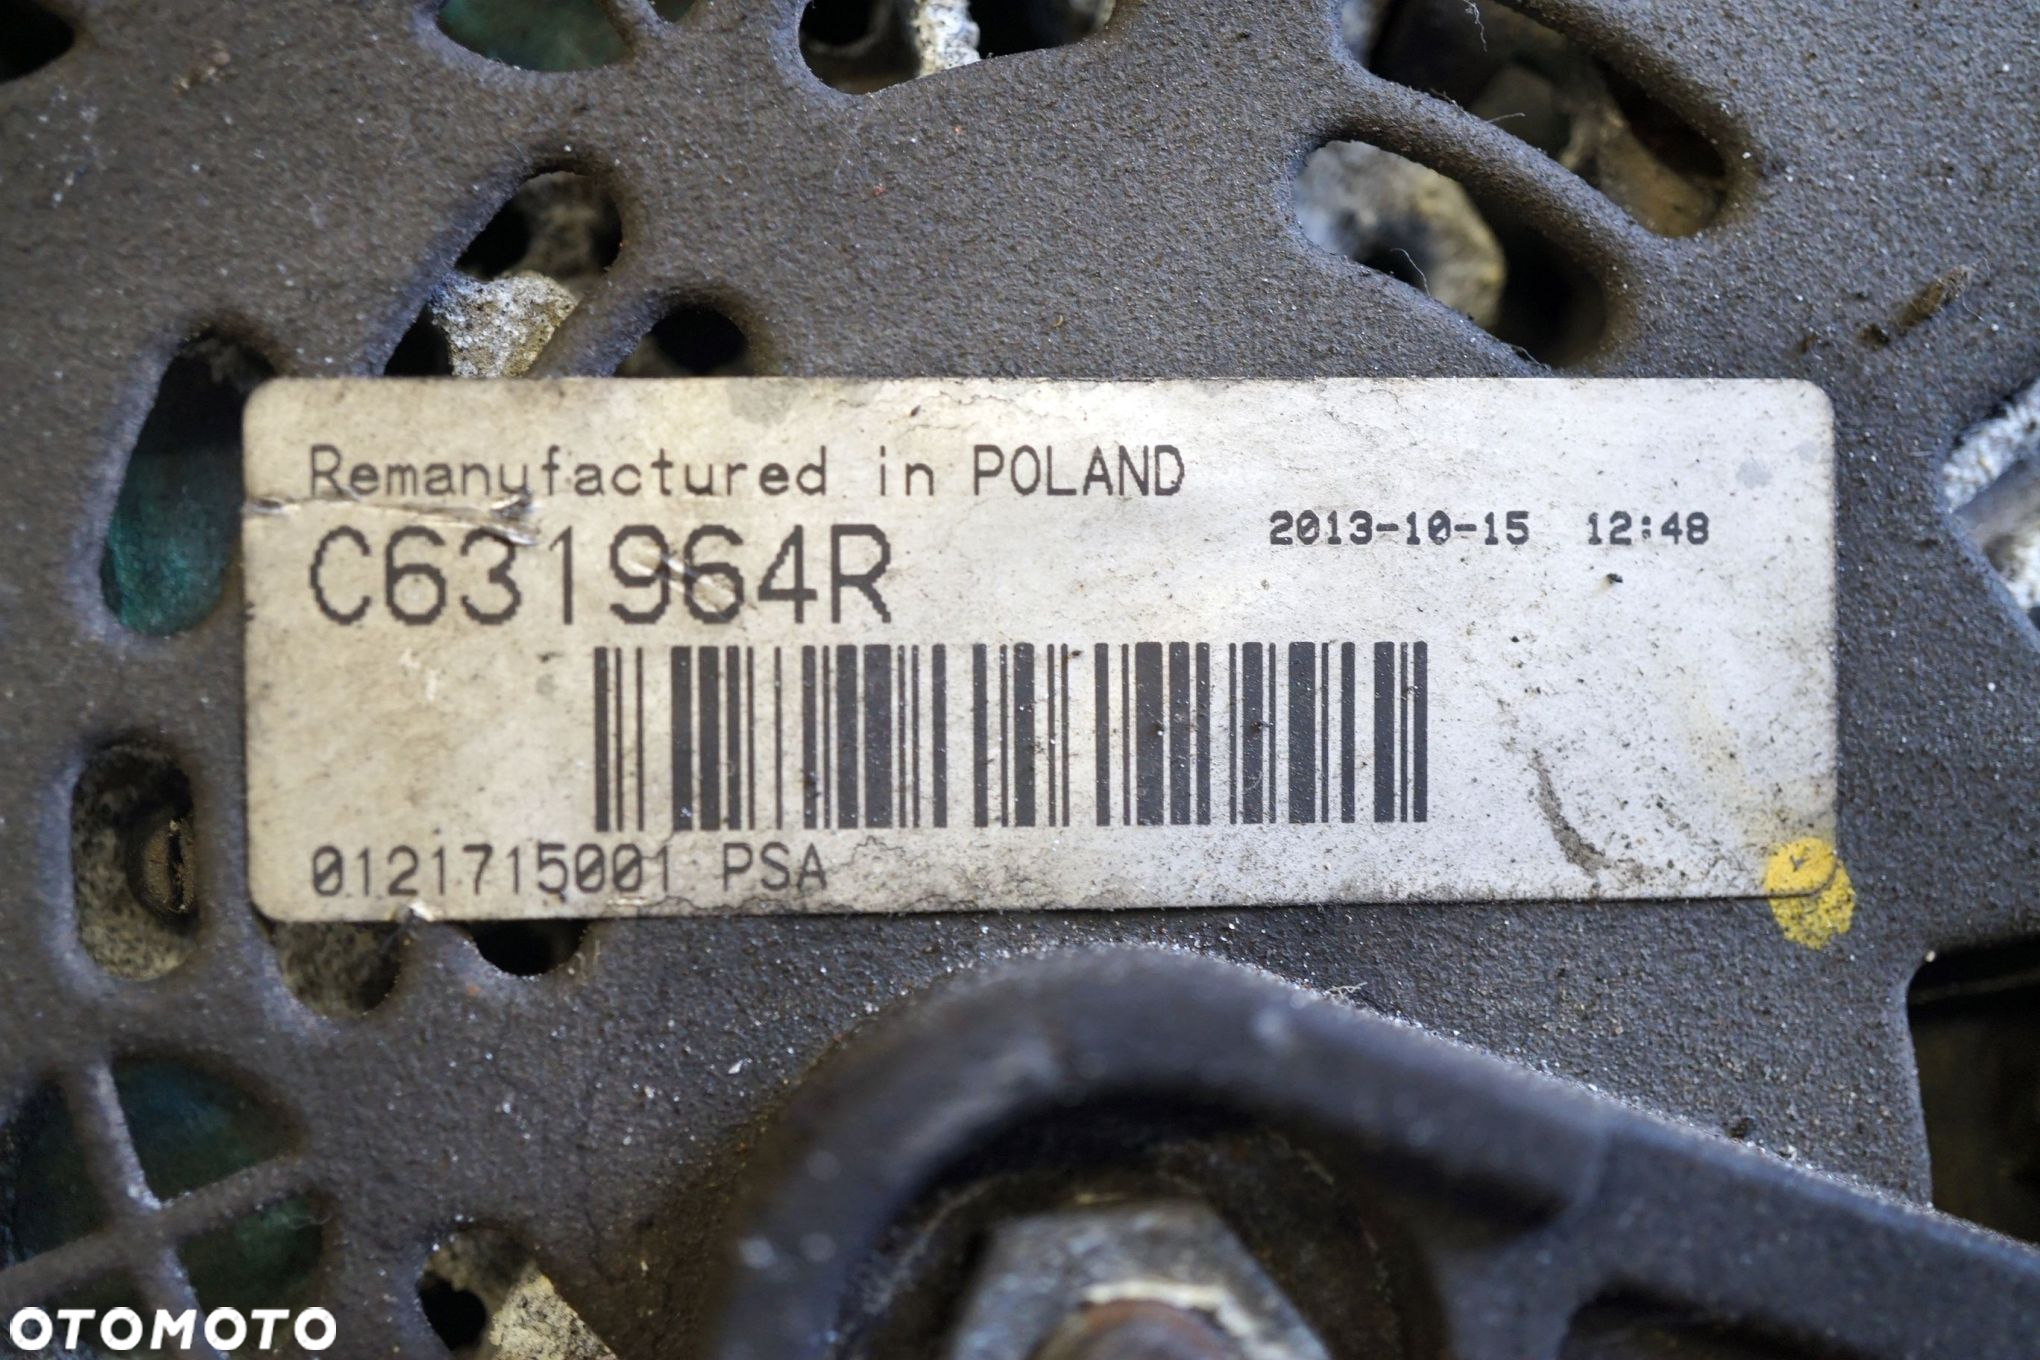 Remanufactured in POLAND
C631964R
2013-10-15 12:48
0121715001 PSA
OTOMOTO